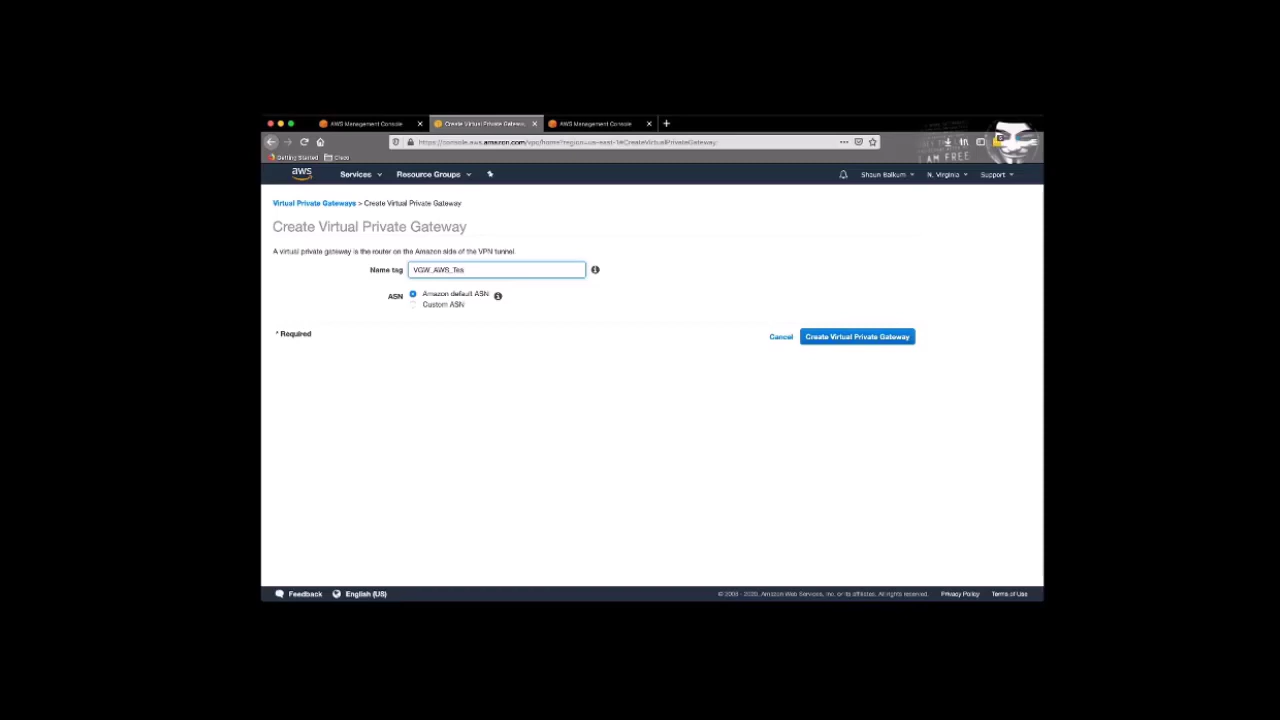 AWS Management Console
Create Virtual Private Gatewa
AWS Management Console
https://console.aws.amazon.com/vpc/home?region=us-east-1#CreateVirtualPrivateGateway:
Getting Started
Cisco
I AM FREE
aws
Services
Resource Groups
Shaun Balkum
N. Virginia
Support
Virtual Private Gateways > Create Virtual Private Gateway
Create Virtual Private Gateway
A virtual private gateway is the router on the Amazon side of the VPN tunnel.
Name tag
VGW_AWS_Tes
ASN
Amazon default ASN
Custom ASN
* Required
Cancel
Create Virtual Private Gateway
Feedback
English (US)
© 2008 - 2020, Amazon Web Services, Inc. or its affiliates. All rights reserved.
Privacy Policy
Terms of Use